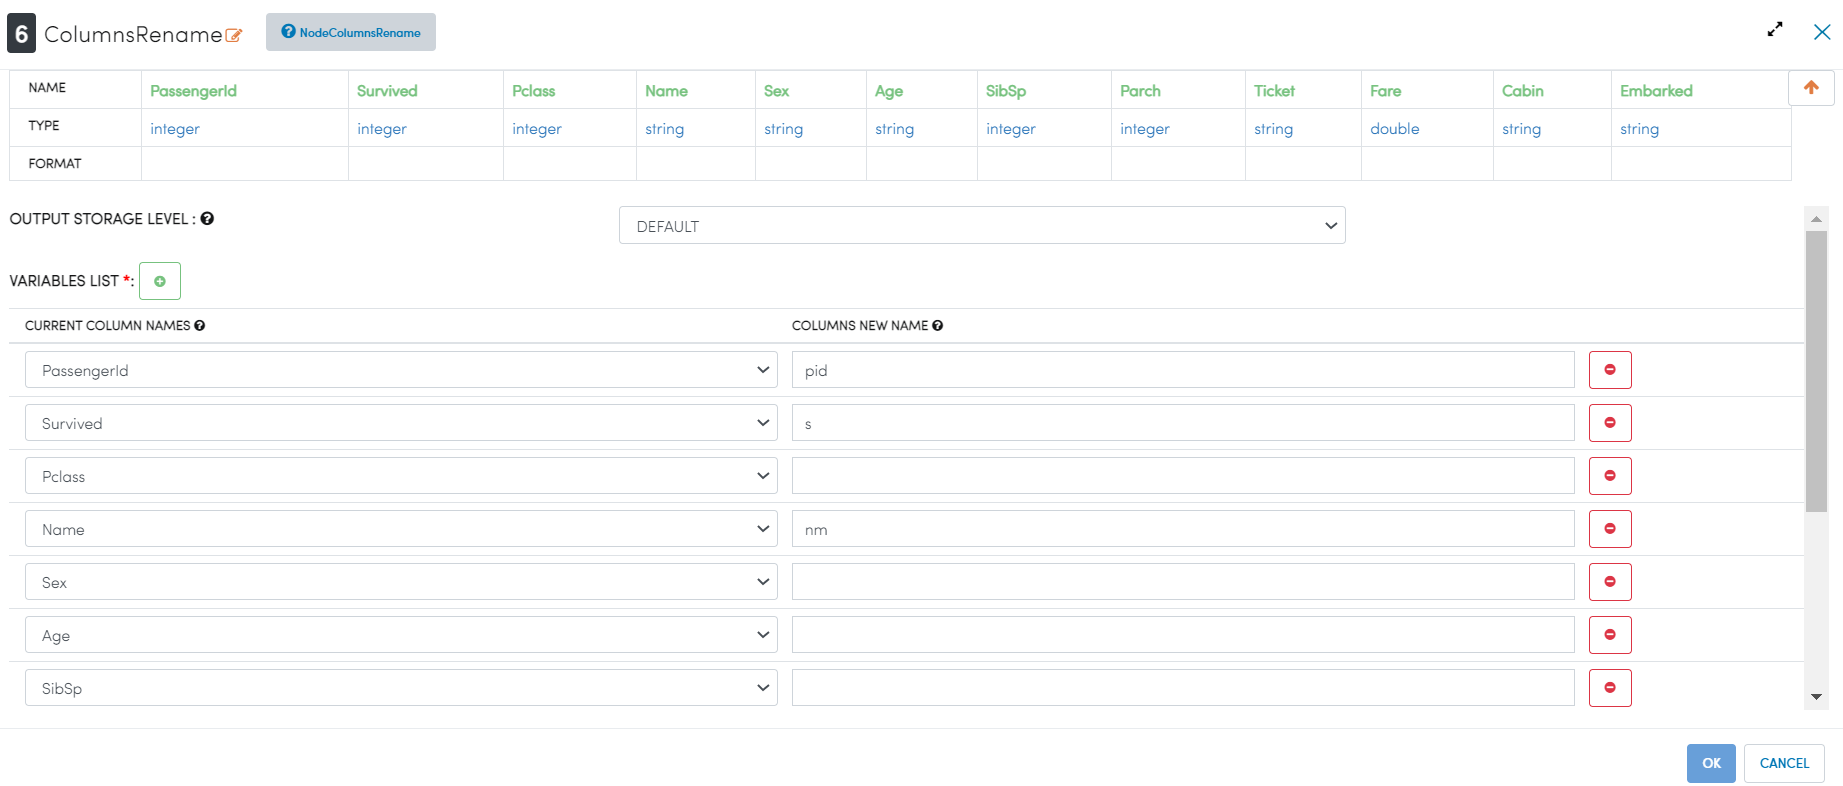 6 ColumnsRename NodeColumnsRename
NAME PassengerId Survived Pclass Name Sex Age SibSp Parch Ticket Fare Cabin Embarked
TYPE integer integer integer string string string integer integer string double string string
FORMAT
OUTPUT STORAGE LEVEL : DEFAULT
VARIABLES LIST *:
CURRENT COLUMN NAMES COLUMNS NEW NAME
PassengerId pid
Survived s
Pclass
Name nm
Sex
Age
SibSp
OK CANCEL